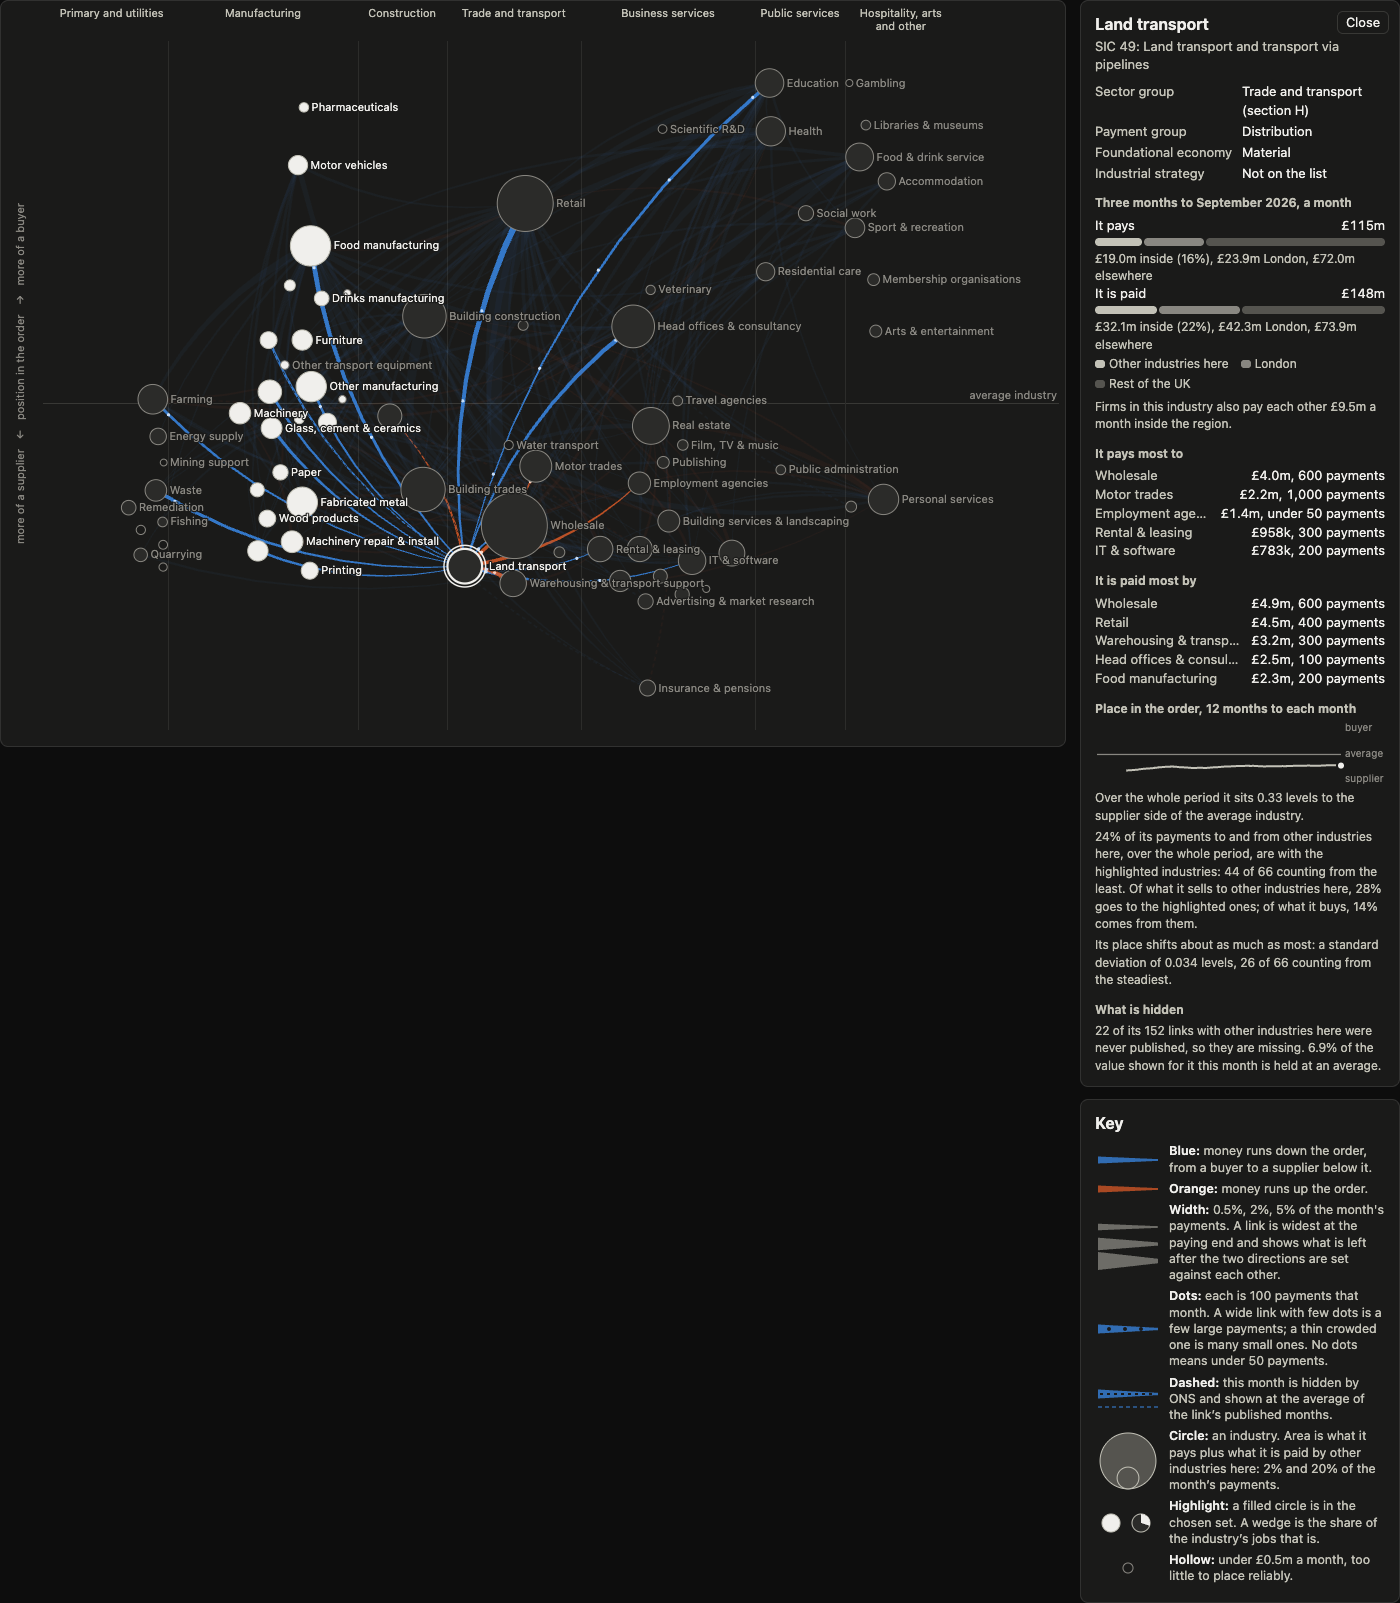 Primary and utilities
Manufacturing
Construction
Trade and transport
Business services
Public services
Hospitality, arts
and other
more of a supplier ← position in the order → more of a buyer
Pharmaceuticals
Motor vehicles
Food manufacturing
Drinks manufacturing
Furniture
Other transport equipment
Other manufacturing
Machinery
Glass, cement & ceramics
Paper
Fabricated metal
Wood products
Machinery repair & install
Printing
Farming
Energy supply
Mining support
Waste
Remediation
Fishing
Quarrying
Building construction
Building trades
Retail
Water transport
Motor trades
Wholesale
Land transport
Warehousing & transport support
Scientific R&D
Veterinary
Head offices & consultancy
average industry
Travel agencies
Real estate
Film, TV & music
Publishing
Employment agencies
Building services & landscaping
Rental & leasing
IT & software
Advertising & market research
Insurance & pensions
Education
Health
Social work
Residential care
Public administration
Gambling
Libraries & museums
Food & drink service
Accommodation
Sport & recreation
Membership organisations
Arts & entertainment
Personal services
Land transport
Close
SIC 49: Land transport and transport via
pipelines
Sector group Trade and transport
(section H)
Payment group Distribution
Foundational economy Material
Industrial strategy Not on the list
Three months to September 2026, a month
It pays £115m
£19.0m inside (16%), £23.9m London, £72.0m
elsewhere
It is paid £148m
£32.1m inside (22%), £42.3m London, £73.9m
elsewhere
Other industries here London
Rest of the UK
Firms in this industry also pay each other £9.5m a
month inside the region.
It pays most to
Wholesale £4.0m, 600 payments
Motor trades £2.2m, 1,000 payments
Employment age... £1.4m, under 50 payments
Rental & leasing £958k, 300 payments
IT & software £783k, 200 payments
It is paid most by
Wholesale £4.9m, 600 payments
Retail £4.5m, 400 payments
Warehousing & transp... £3.2m, 300 payments
Head offices & consul... £2.5m, 100 payments
Food manufacturing £2.3m, 200 payments
Place in the order, 12 months to each month
buyer
average
supplier
Over the whole period it sits 0.33 levels to the
supplier side of the average industry.
24% of its payments to and from other industries
here, over the whole period, are with the
highlighted industries: 44 of 66 counting from the
least. Of what it sells to other industries here, 28%
goes to the highlighted ones; of what it buys, 14%
comes from them.
Its place shifts about as much as most: a standard
deviation of 0.034 levels, 26 of 66 counting from
the steadiest.
What is hidden
22 of its 152 links with other industries here were
never published, so they are missing. 6.9% of the
value shown for it this month is held at an average.
Key
Blue: money runs down the order,
from a buyer to a supplier below it.
Orange: money runs up the order.
Width: 0.5%, 2%, 5% of the month's
payments. A link is widest at the
paying end and shows what is left
after the two directions are set
against each other.
Dots: each is 100 payments that
month. A wide link with few dots is a
few large payments; a thin crowded
one is many small ones. No dots
means under 50 payments.
Dashed: this month is hidden by
ONS and shown at the average of
the link's published months.
Circle: an industry. Area is what it
pays plus what it is paid by other
industries here: 2% and 20% of the
month's payments.
Highlight: a filled circle is in the
chosen set. A wedge is the share of
the industry's jobs that is.
Hollow: under £0.5m a month, too
little to place reliably.